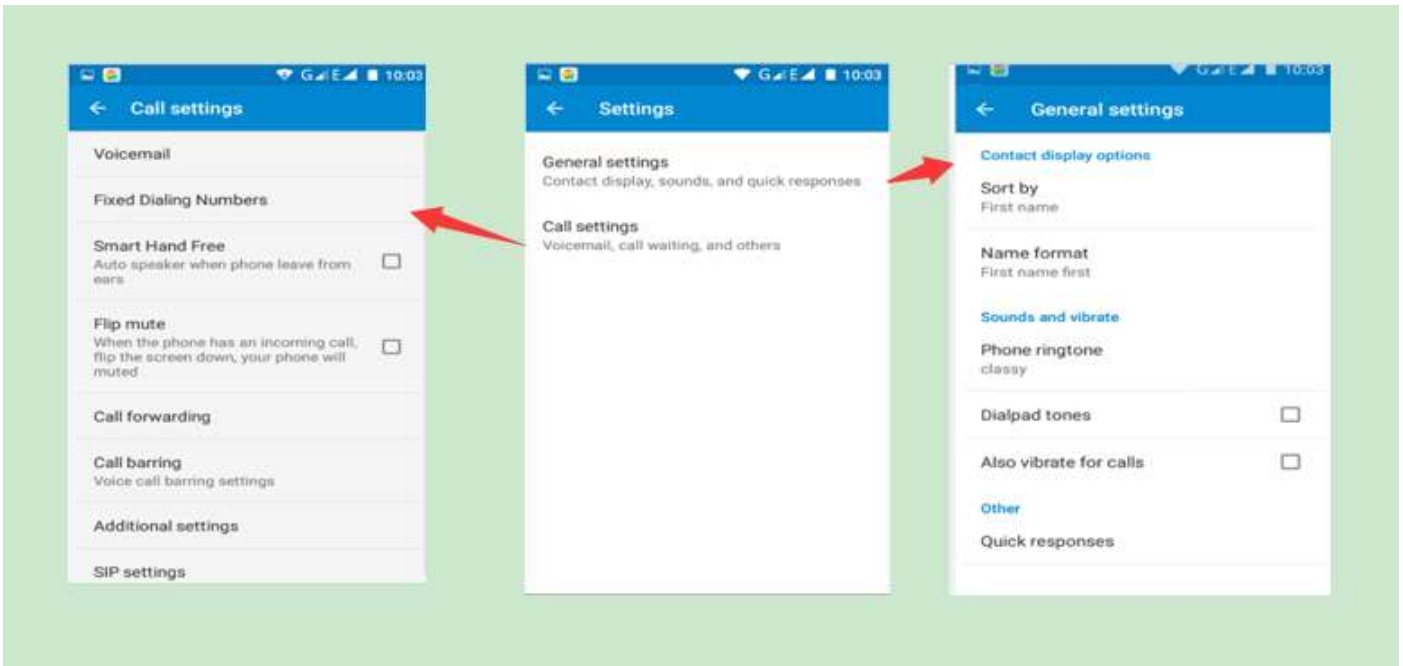 G E 10:03
Call settings
Voicemail
Fixed Dialing Numbers
Smart Hand Free
Auto speaker when phone leave from
ears
Flip mute
When the phone has an incoming call,
flip the screen down, your phone will
muted
Call forwarding
Call barring
Voice call barring settings
Additional settings
SIP settings
G E 10:03
Settings
General settings
Contact display, sounds, and quick responses
Call settings
Voicemail, call waiting, and others
G E 10:03
General settings
Contact display options
Sort by
First name
Name format
First name first
Sounds and vibrate
Phone ringtone
classy
Dialpad tones
Also vibrate for calls
Other
Quick responses